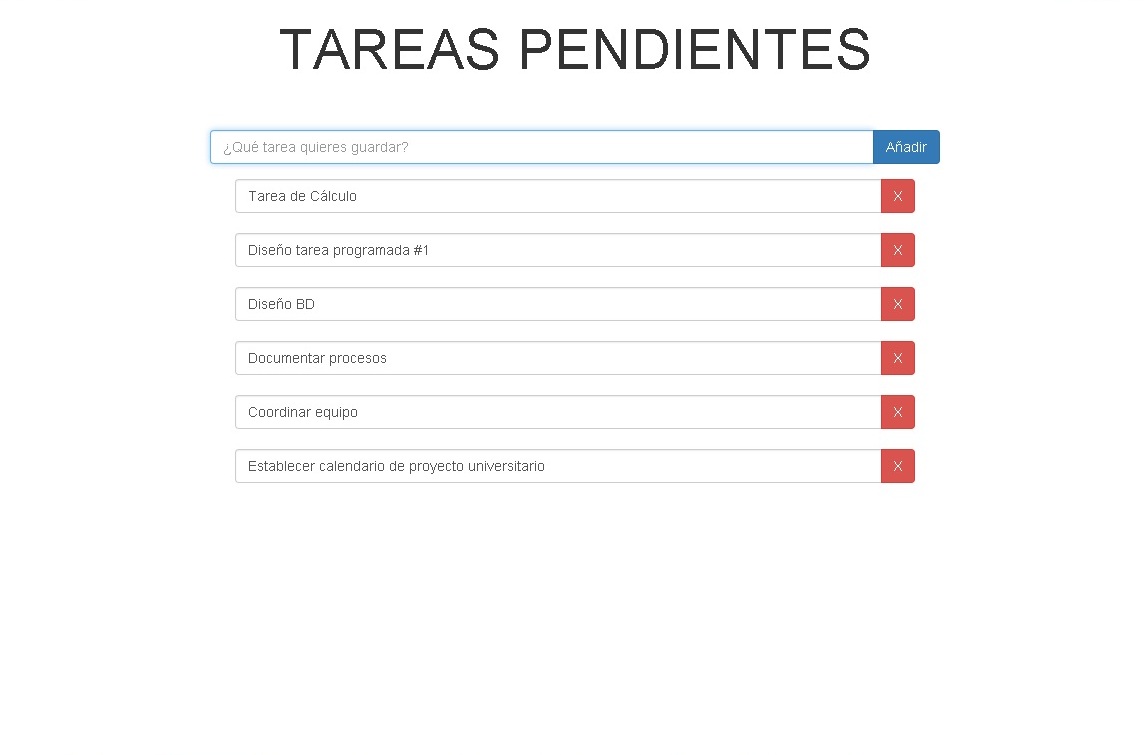 TAREAS PENDIENTES
¿Qué tarea quieres guardar? Añadir
Tarea de Cálculo X
Diseño tarea programada #1 X
Diseño BD X
Documentar procesos X
Coordinar equipo X
Establecer calendario de proyecto universitario X